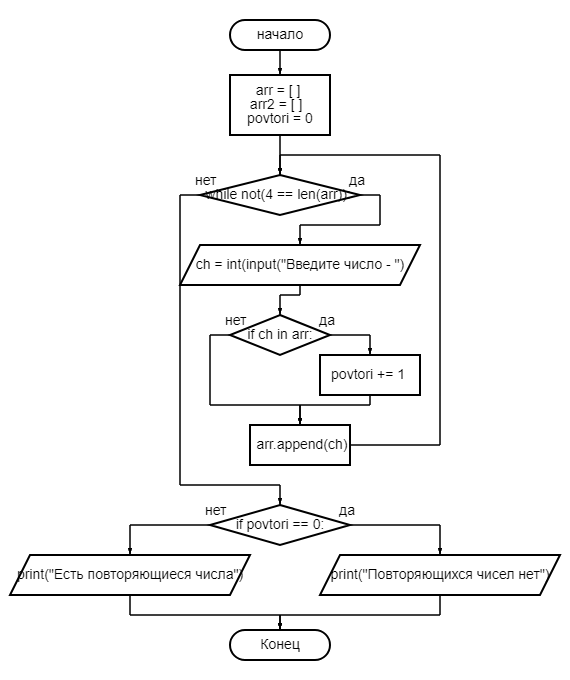 начало
arr = [ ]
arr2 = [ ]
povtori = 0
нет
да
while not(4 == len(arr))
ch = int(input("Введите число - ")
нет
да
if ch in arr:
povtori += 1
arr.append(ch)
нет
да
if povtori == 0:
print("Есть повторяющиеся числа")
print("Повторяющихся чисел нет")
Конец